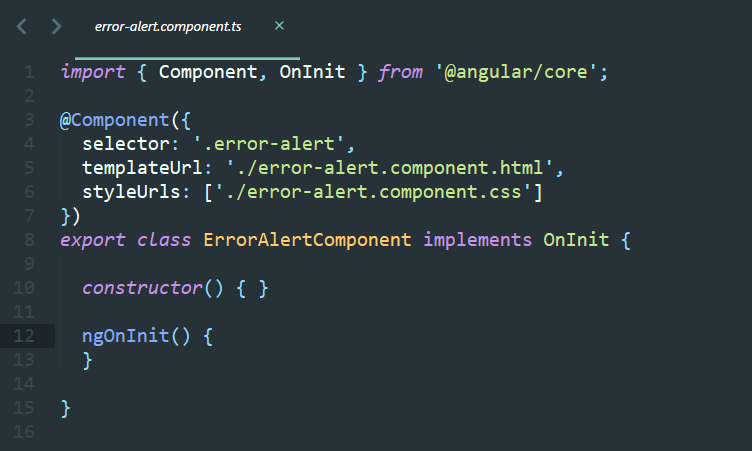 error-alert.component.ts ×
1 import { Component, OnInit } from '@angular/core';
2
3 @Component({
4   selector: '.error-alert',
5   templateUrl: './error-alert.component.html',
6   styleUrls: ['./error-alert.component.css']
7 })
8 export class ErrorAlertComponent implements OnInit {
9
10   constructor() { }
11
12   ngOnInit() {
13   }
14
15 }
16